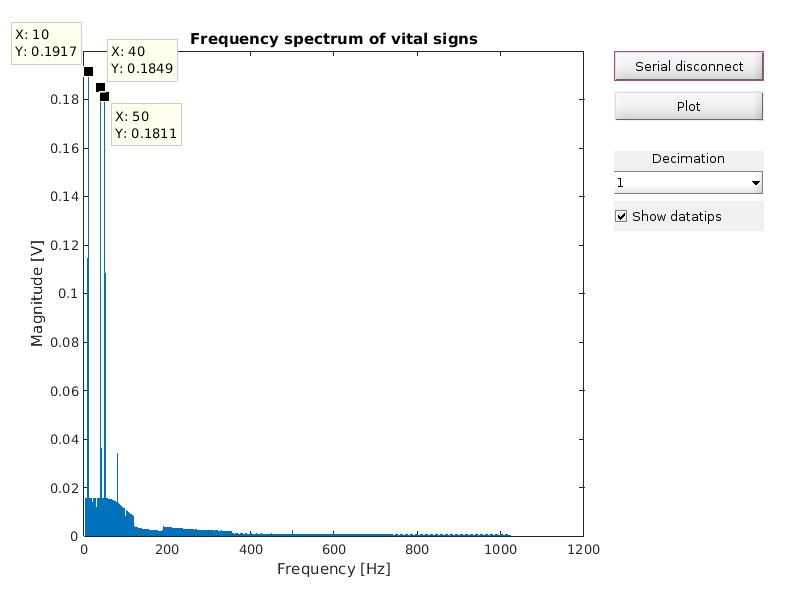 X: 10
Y: 0.1917
X: 40
Y: 0.1849
X: 50
Y: 0.1811
Frequency spectrum of vital signs
Magnitude [V]
0.18
0.16
0.14
0.12
0.1
0.08
0.06
0.04
0.02
0
0 200 400 600 800 1000 1200
Frequency [Hz]
Serial disconnect
Plot
Decimation
1
Show datatips